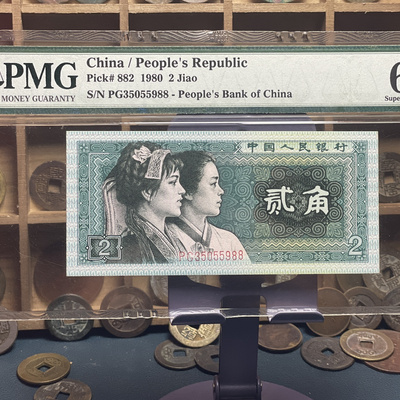 PMG
MONEY GUARANTY
China / People's Republic
Pick# 882 1980 2 Jiao
S/N PG35055988 - People's Bank of China
6
Supe
中国人民银行
贰角
2
PG35055988
2